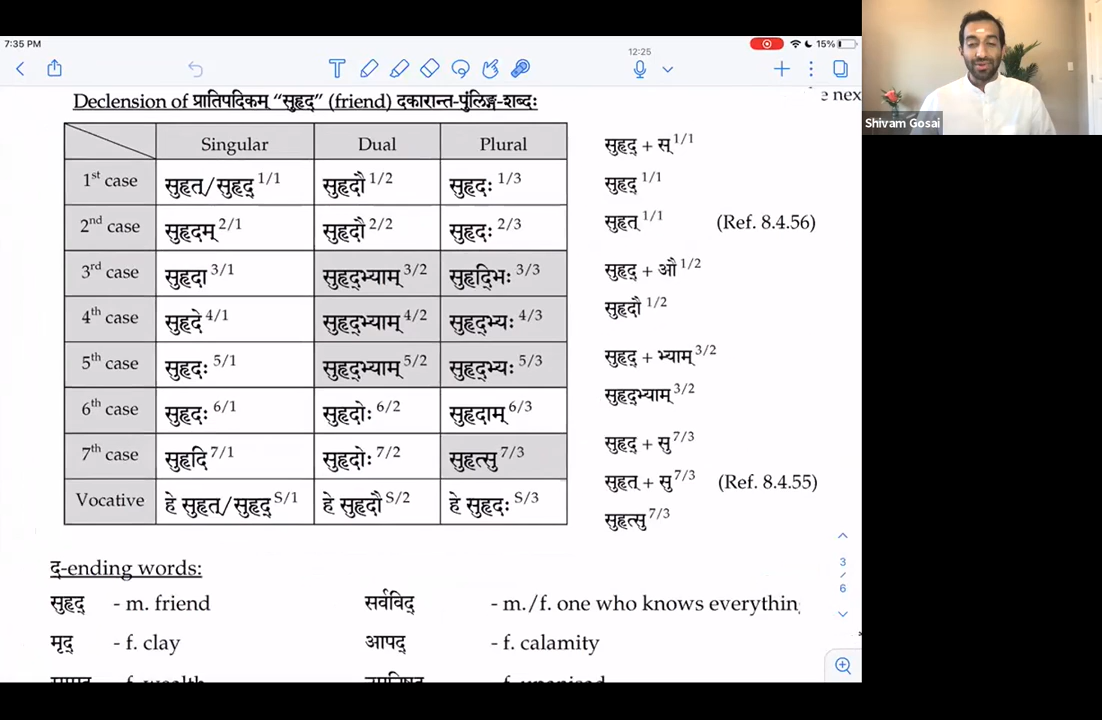 7:35 PM
15%
12:25
Shivam Gosai
Declension of प्रातिपदिकम् “सुहृद्” (friend) दकारान्त-पुंलिङ्ग-शब्दः
nex
Singular Dual Plural
1st case सुहृत्/सुहृद् 1/1 सुहृदौ 1/2 सुहृदः 1/3
2nd case सुहृदम् 2/1 सुहृदौ 2/2 सुहृदः 2/3
3rd case सुहृदा 3/1 सुहृद्भ्याम् 3/2 सुहृद्भिः 3/3
4th case सुहृदे 4/1 सुहृद्भ्याम् 4/2 सुहृद्भ्यः 4/3
5th case सुहृदः 5/1 सुहृद्भ्याम् 5/2 सुहृद्भ्यः 5/3
6th case सुहृदः 6/1 सुहृदोः 6/2 सुहृदाम् 6/3
7th case सुहृदि 7/1 सुहृदोः 7/2 सुहृत्सु 7/3
Vocative हे सुहृत्/सुहृद् S/1 हे सुहृदौ S/2 हे सुहृदः S/3
सुहृद् + स् 1/1
सुहृद् 1/1
सुहृत् 1/1 (Ref. 8.4.56)
सुहृद् + औ 1/2
सुहृदौ 1/2
सुहृद् + भ्याम् 3/2
सुहृद्भ्याम् 3/2
सुहृद् + सु 7/3
सुहृत् + सु 7/3 (Ref. 8.4.55)
सुहृत्सु 7/3
द्-ending words:
सुहृद् - m. friend सर्वविद् - m./f. one who knows everythin
मृद् - f. clay आपद् - f. calamity
3
/
6